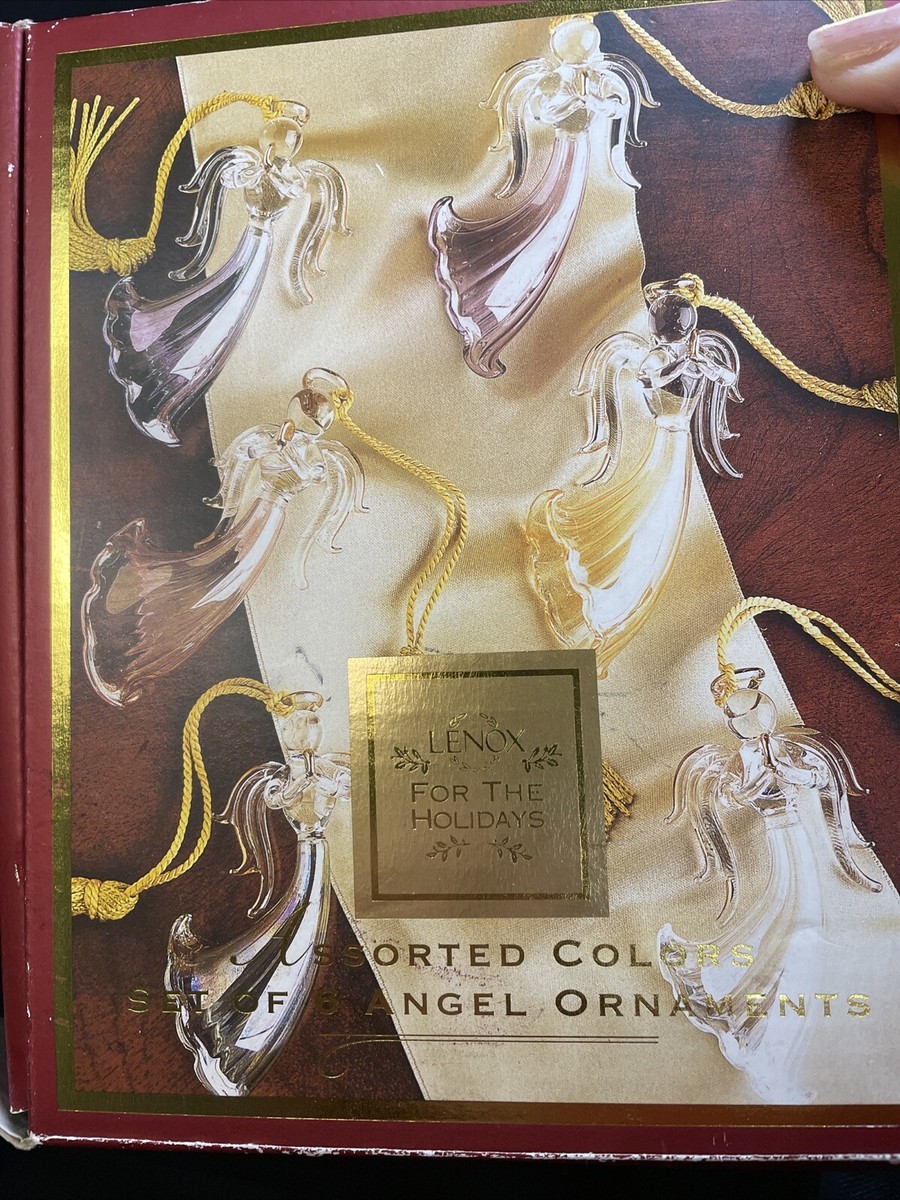 LENOX
FOR THE
HOLIDAYS
ASSORTED COLORS
SET OF 6 ANGEL ORNAMENTS